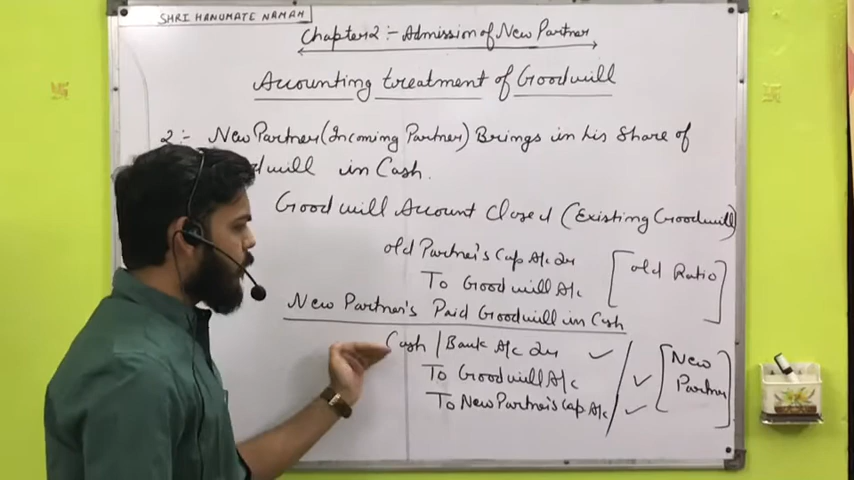 SHRI HANUMATE NAMAH
Chapter 2 :- Admission of New Partner
Accounting treatment of Goodwill
2 :- New Partner (Incoming Partner) Brings in his Share of
dwill in Cash.
Goodwill Account Closed (Existing Goodwill)
old Partner's Cap A/c Dr
To Goodwill A/c
[old Ratio]
New Partner's Paid Goodwill in Cash
Cash / Bank A/c Dr
To Goodwill A/c
To New Partner's Cap A/c
[New
Partner]